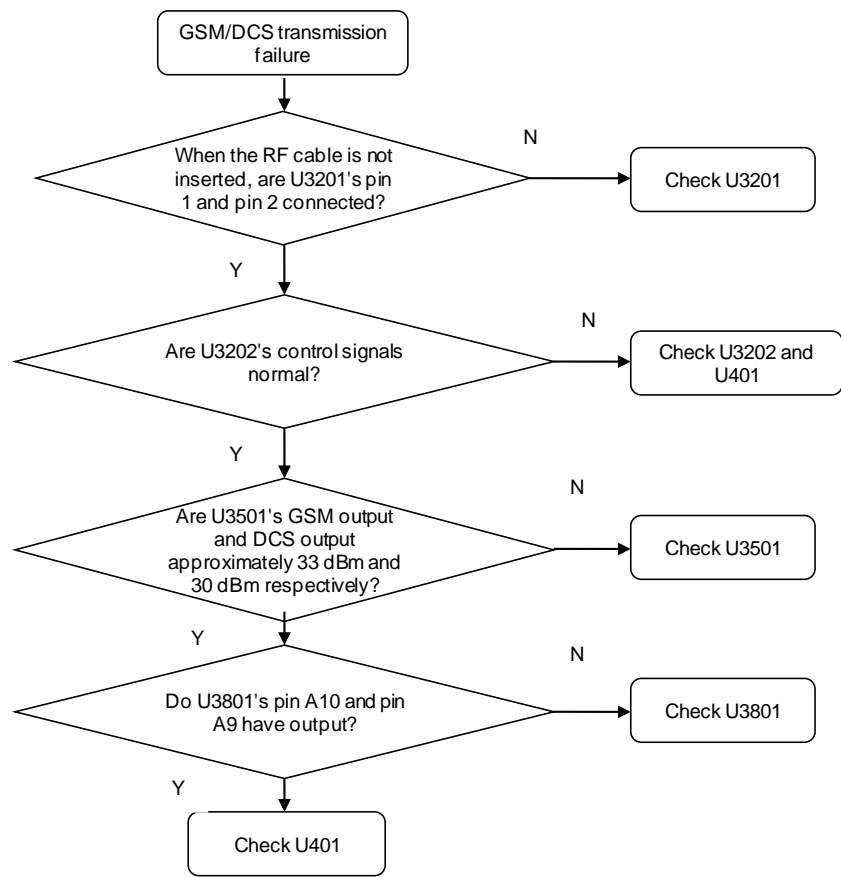 GSM/DCS transmission
failure
When the RF cable is not
inserted, are U3201's pin
1 and pin 2 connected?
N
Check U3201
Y
Are U3202's control signals
normal?
N
Check U3202 and
U401
Y
Are U3501's GSM output
and DCS output
approximately 33 dBm and
30 dBm respectively?
N
Check U3501
Y
Do U3801's pin A10 and pin
A9 have output?
N
Check U3801
Y
Check U401